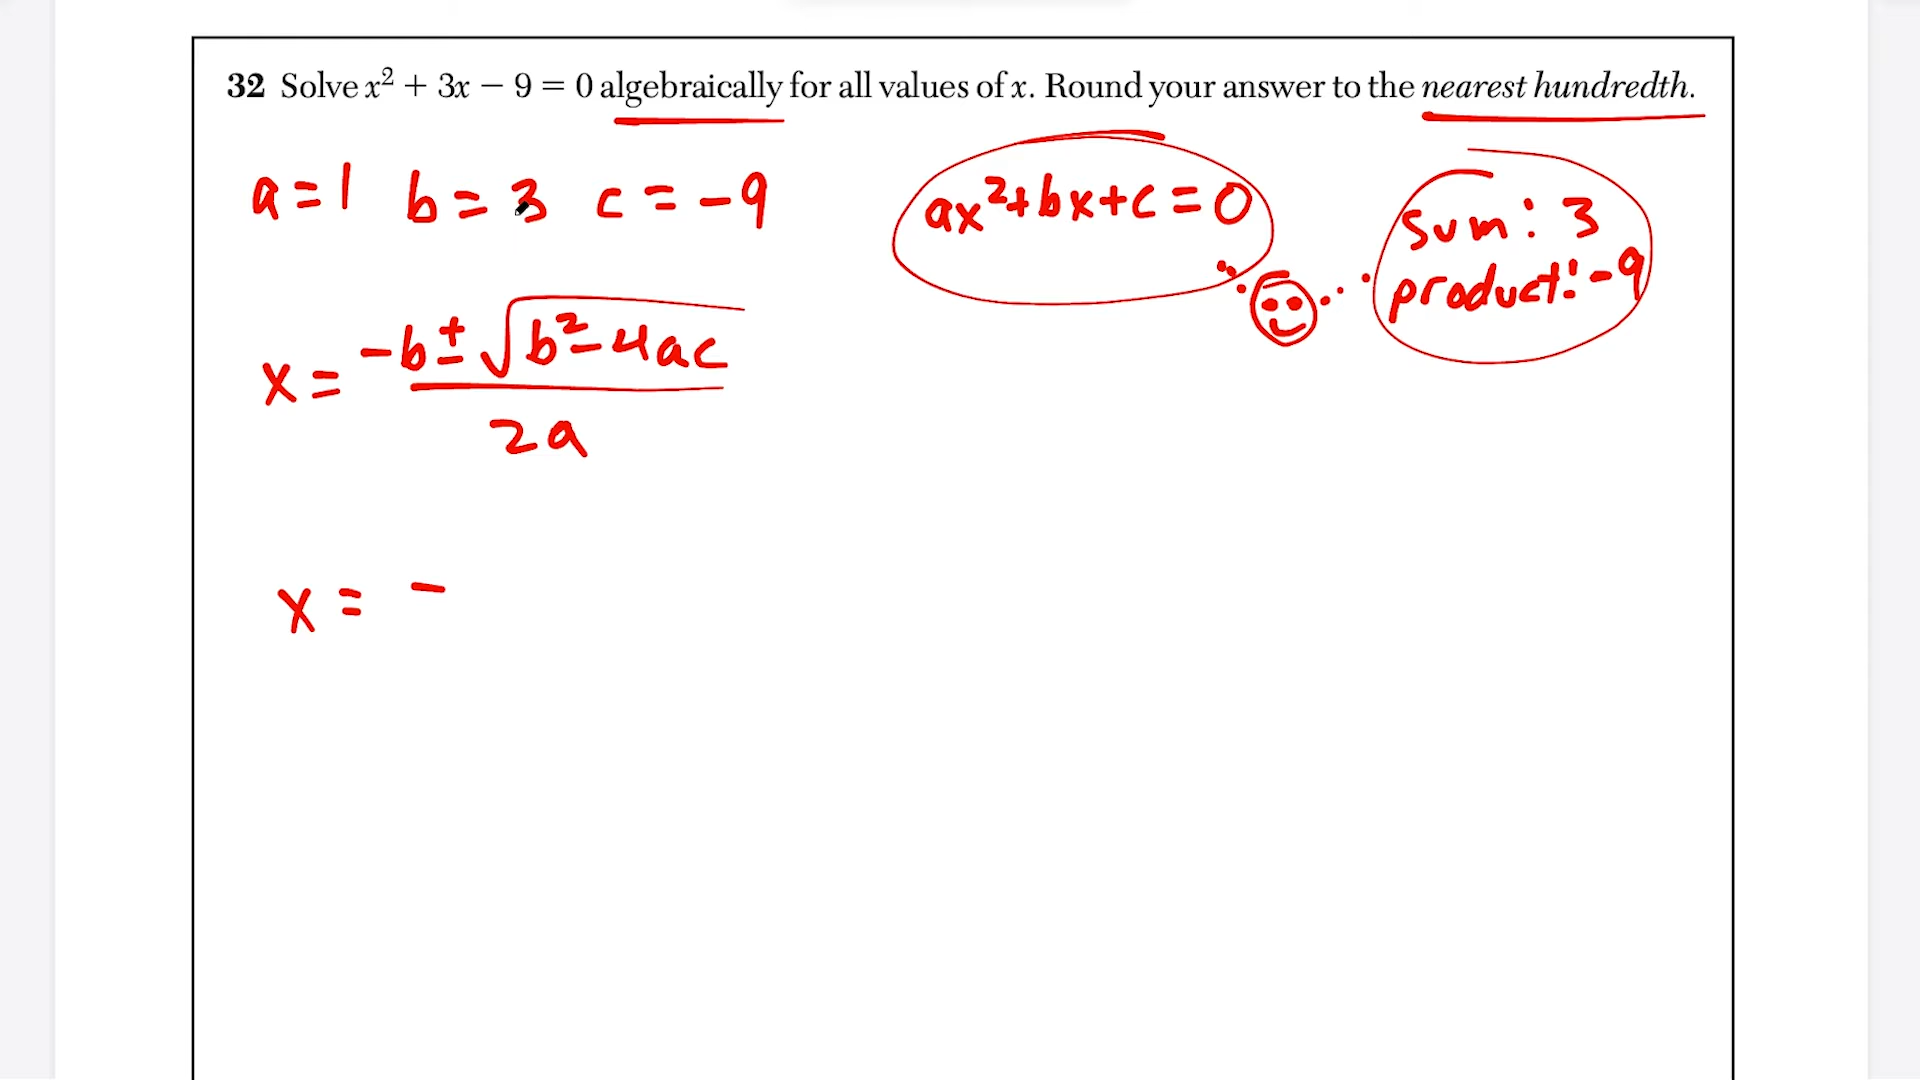 32 Solve x² + 3x − 9 = 0 algebraically for all values of x. Round your answer to the nearest hundredth.
a=1 b=3 c=-9
ax²+bx+c=0
sum: 3
product: -9
x= -b±√b²-4ac
2a
x= -